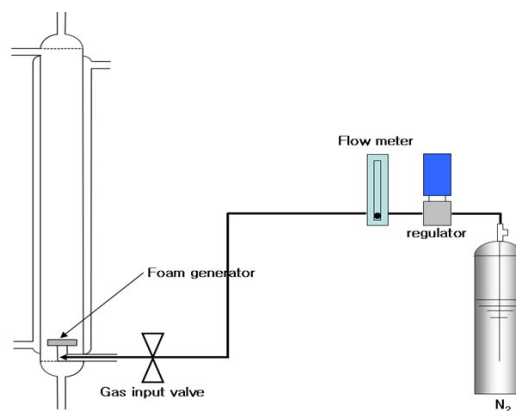 Flow meter
regulator
Foam generator
Gas input valve
N₂